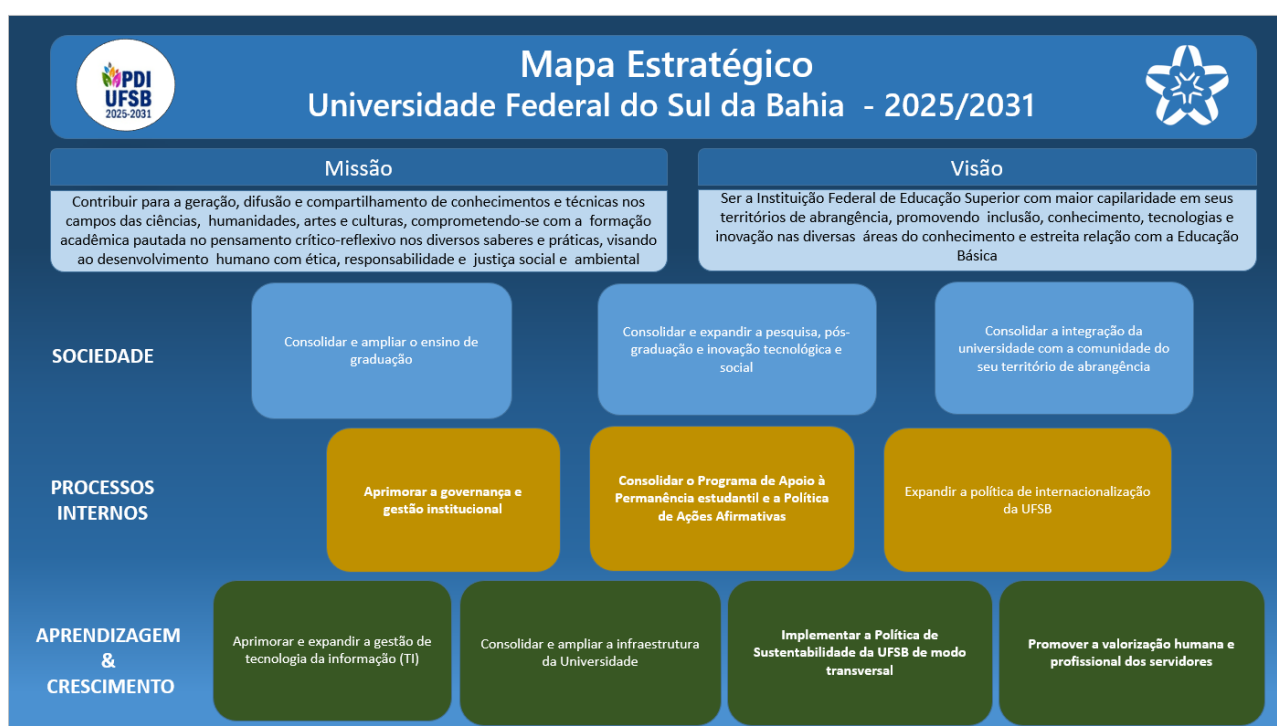 PDI
UFSB
2025-2031
Mapa Estratégico
Universidade Federal do Sul da Bahia - 2025/2031
Missão
Contribuir para a geração, difusão e compartilhamento de conhecimentos e técnicas nos
campos das ciências, humanidades, artes e culturas, comprometendo-se com a formação
acadêmica pautada no pensamento crítico-reflexivo nos diversos saberes e práticas, visando
ao desenvolvimento humano com ética, responsabilidade e justiça social e ambiental
Visão
Ser a Instituição Federal de Educação Superior com maior capilaridade em seus
territórios de abrangência, promovendo inclusão, conhecimento, tecnologias e
inovação nas diversas áreas do conhecimento e estreita relação com a Educação
Básica
SOCIEDADE
Consolidar e ampliar o ensino de
graduação
Consolidar e expandir a pesquisa, pós-
graduação e inovação tecnológica e
social
Consolidar a integração da
universidade com a comunidade do
seu território de abrangência
PROCESSOS
INTERNOS
Aprimorar a governança e
gestão institucional
Consolidar o Programa de Apoio à
Permanência estudantil e a Política
de Ações Afirmativas
Expandir a política de internacionalização
da UFSB
APRENDIZAGEM
&
CRESCIMENTO
Aprimorar e expandir a gestão de
tecnologia da informação (TI)
Consolidar e ampliar a infraestrutura
da Universidade
Implementar a Política de
Sustentabilidade da UFSB de modo
transversal
Promover a valorização humana e
profissional dos servidores